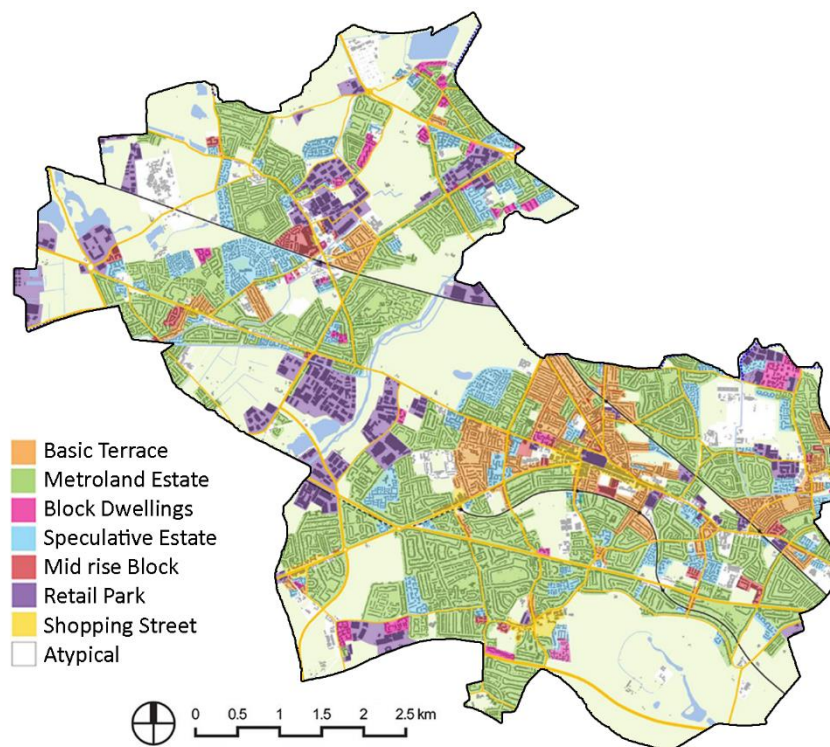 Basic Terrace
Metroland Estate
Block Dwellings
Speculative Estate
Mid rise Block
Retail Park
Shopping Street
Atypical
0 0.5 1 1.5 2 2.5 km